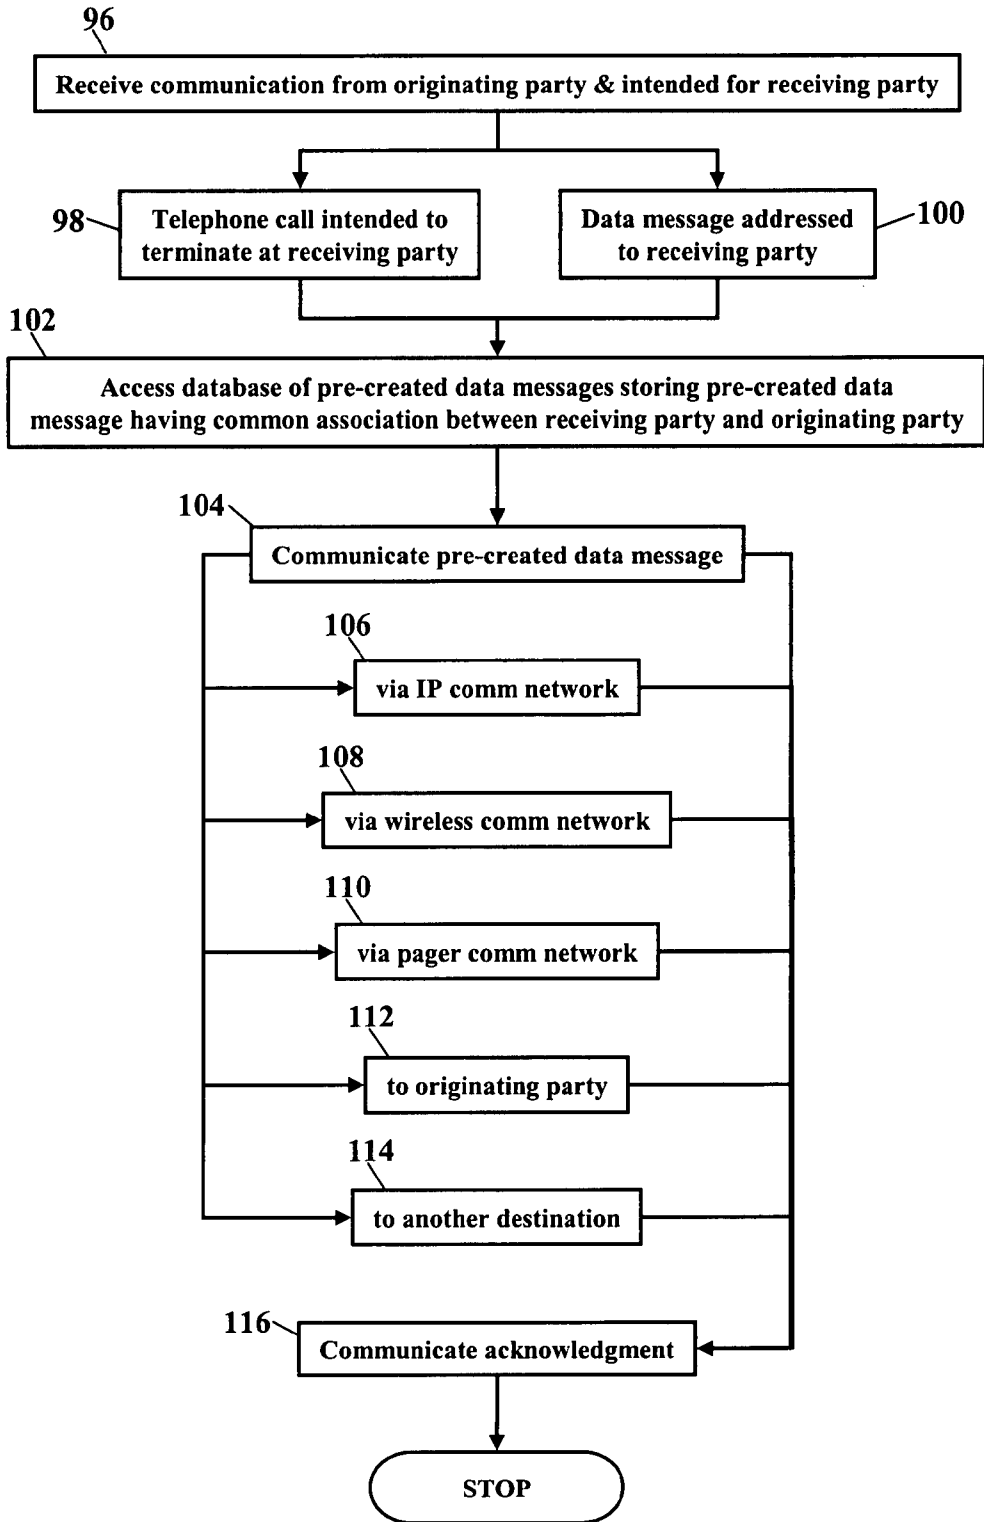 96
Receive communication from originating party & intended for receiving party
98
Telephone call intended to
terminate at receiving party
Data message addressed
to receiving party
100
102
Access database of pre-created data messages storing pre-created data
message having common association between receiving party and originating party
104
Communicate pre-created data message
106
via IP comm network
108
via wireless comm network
110
via pager comm network
112
to originating party
114
to another destination
116
Communicate acknowledgment
STOP